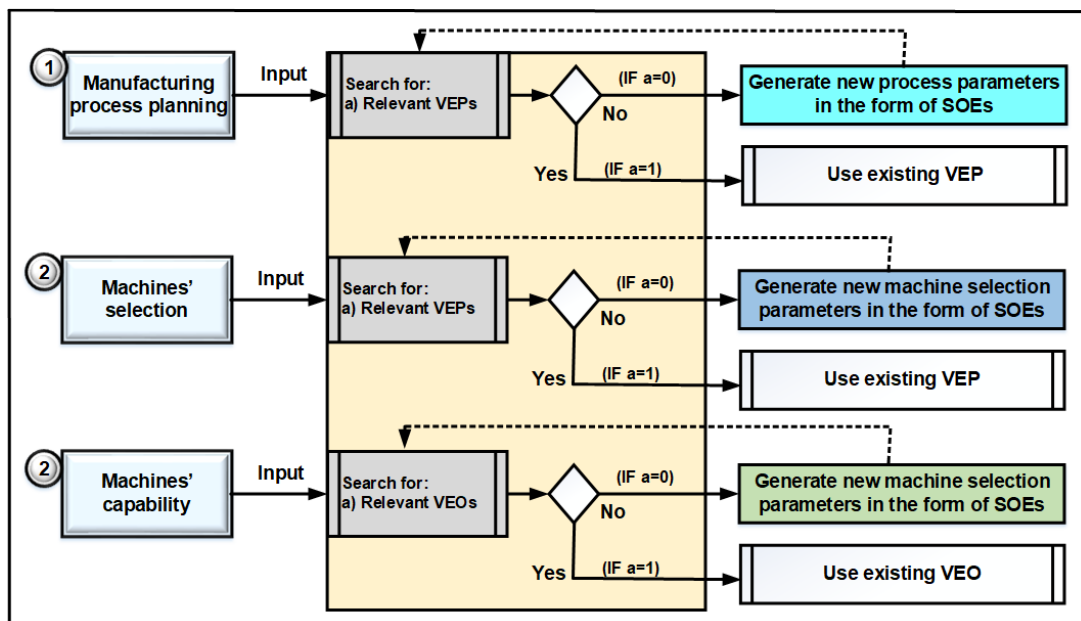 1
Manufacturing
process planning
Input
Search for:
a) Relevant VEPs
(IF a=0)
No
Generate new process parameters
in the form of SOEs
Yes
(IF a=1)
Use existing VEP
2
Machines'
selection
Input
Search for:
a) Relevant VEPs
(IF a=0)
No
Generate new machine selection
parameters in the form of SOEs
Yes
(IF a=1)
Use existing VEP
2
Machines'
capability
Input
Search for:
a) Relevant VEOs
(IF a=0)
No
Generate new machine selection
parameters in the form of SOEs
Yes
(IF a=1)
Use existing VEO